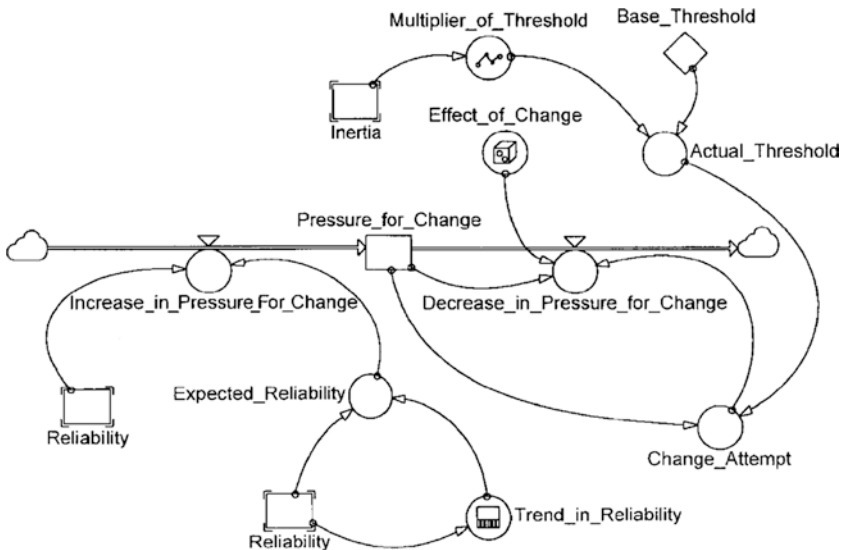 Multiplier_of_Threshold
Base_Threshold
Inertia
Effect_of_Change
Actual_Threshold
Pressure_for_Change
Increase_in_Pressure_For_Change
Decrease_in_Pressure_for_Change
Expected_Reliability
Reliability
Change_Attempt
Reliability
Trend_in_Reliability